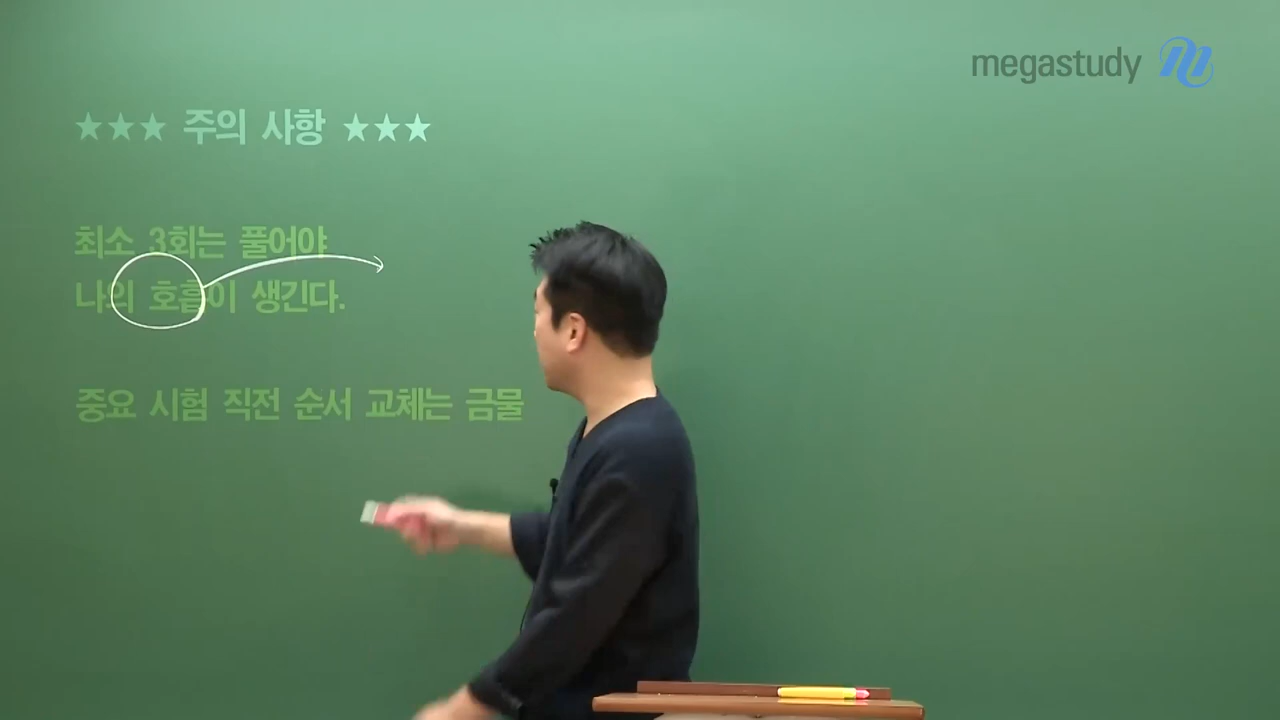 megastudy
★★★ 주의 사항 ★★★
최소 3회는 풀어야
나의 호흡이 생긴다.
중요 시험 직전 순서 교체는 금물